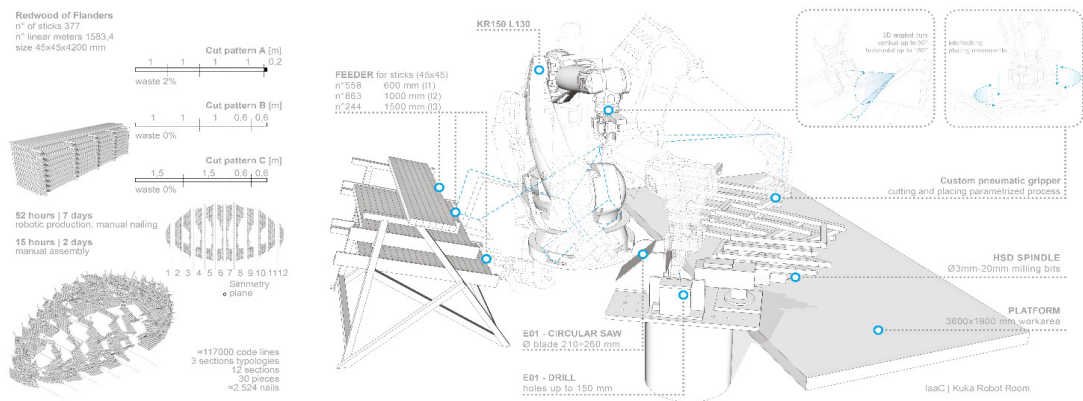 Redwood of Flanders
n° of sticks 377
n° linear meters 1583,4
size 45x45x4200 mm
Cut pattern A [m]
1 1 1 1 0,2
waste 2%
Cut pattern B [m]
1 1 1 0,6 0,6
waste 0%
Cut pattern C [m]
1,5 1,5 0,6 0,6
waste 0%
52 hours | 7 days
robotic production, manual nailing
15 hours | 2 days
manual assembly
1 2 3 4 5 6 7 8 9 10 11 12
Simmetry
plane
≈117000 code lines
3 sections typologies
12 sections
30 pieces
≈2 524 nails
KR150 L130
FEEDER for sticks (45x45)
n°558 600 mm (l1)
n°863 1000 mm (l2)
n°244 1500 mm (l3)
3D angled cuts
vertical up to 90°
horizontal up to 180°
interlocking
placing movements
Custom pneumatic gripper
cutting and placing parametrized process
HSD SPINDLE
Ø3mm-20mm milling bits
PLATFORM
3600x1900 mm workarea
E01 - CIRCULAR SAW
Ø blade 210÷260 mm
E01 - DRILL
holes up to 150 mm
IaaC | Kuka Robot Room